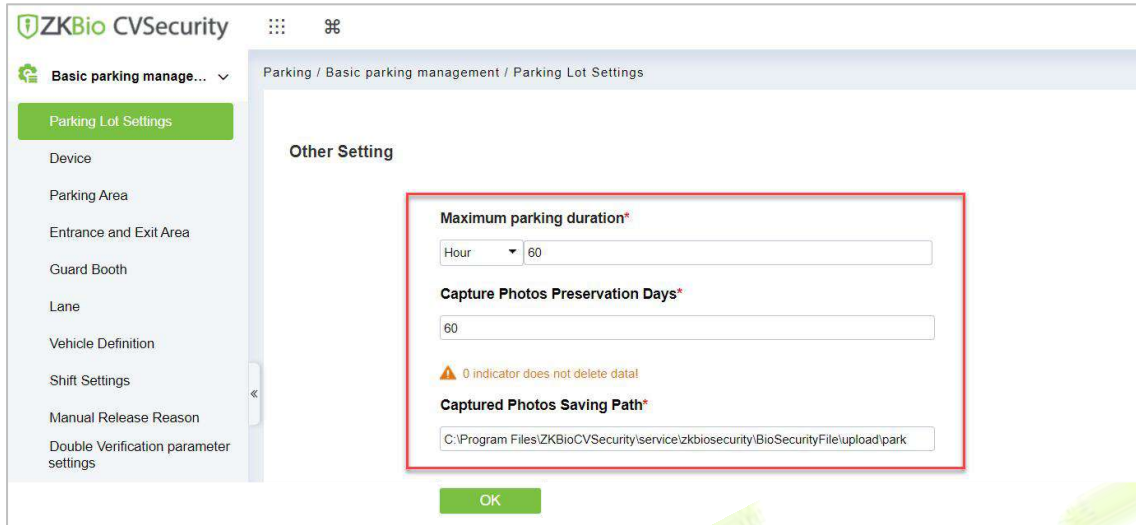 ZKBio CVSecurity
Basic parking manage...
Parking / Basic parking management / Parking Lot Settings
Parking Lot Settings
Device
Parking Area
Entrance and Exit Area
Guard Booth
Lane
Vehicle Definition
Shift Settings
Manual Release Reason
Double Verification parameter
settings
Other Setting
Maximum parking duration*
Hour 60
Capture Photos Preservation Days*
60
0 indicator does not delete data!
Captured Photos Saving Path*
C:\Program Files\ZKBioCVSecurity\service\zkbiosecurity\BioSecurityFile\upload\park
OK